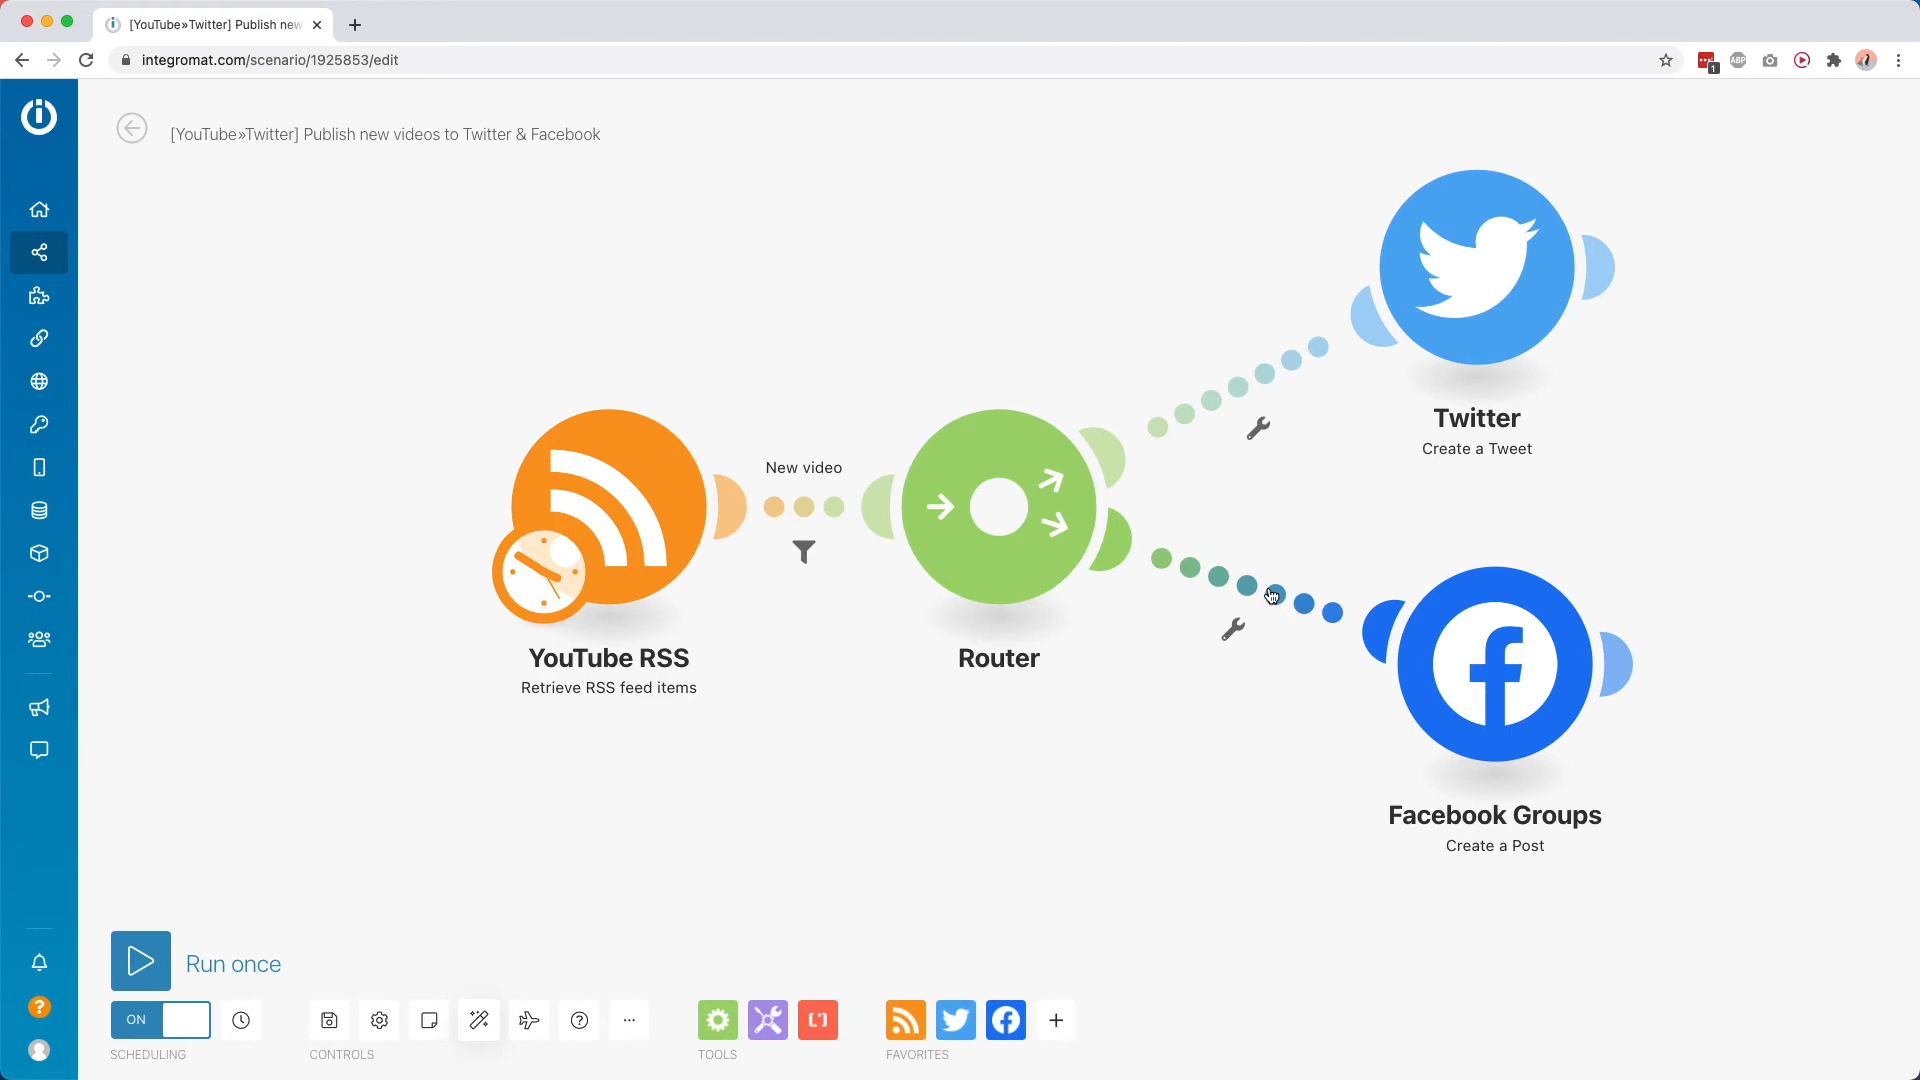 [YouTube»Twitter] Publish new
integromat.com/scenario/1925853/edit
1
ABP
[YouTube»Twitter] Publish new videos to Twitter & Facebook
Twitter
Create a Tweet
New video
YouTube RSS
Retrieve RSS feed items
Router
Facebook Groups
Create a Post
Run once
ON
SCHEDULING
CONTROLS
TOOLS
FAVORITES